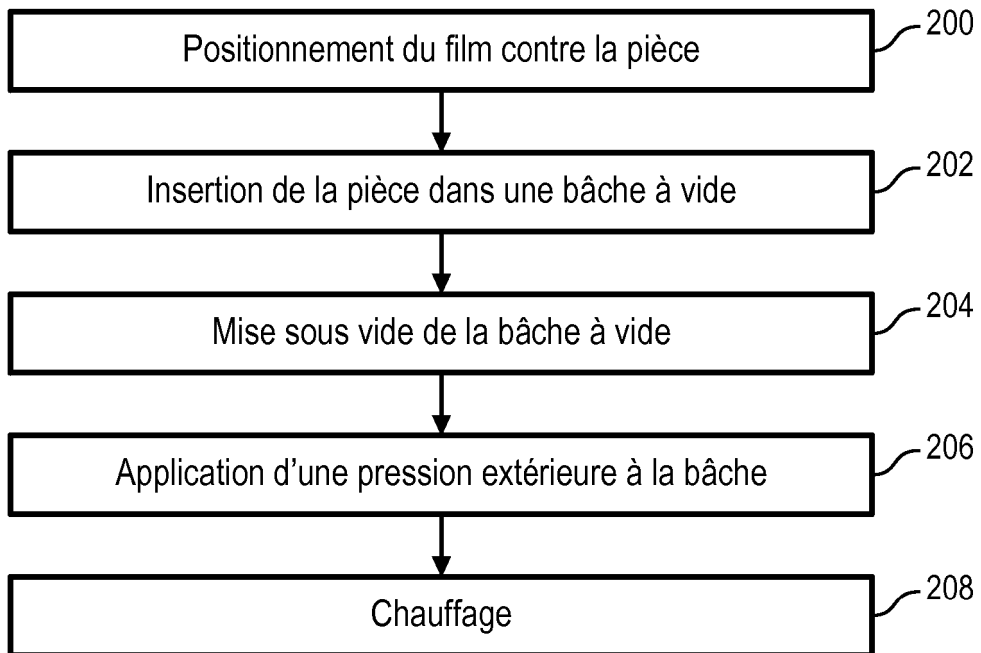 Positionnement du film contre la pièce
200
Insertion de la pièce dans une bâche à vide
202
Mise sous vide de la bâche à vide
204
Application d'une pression extérieure à la bâche
206
Chauffage
208